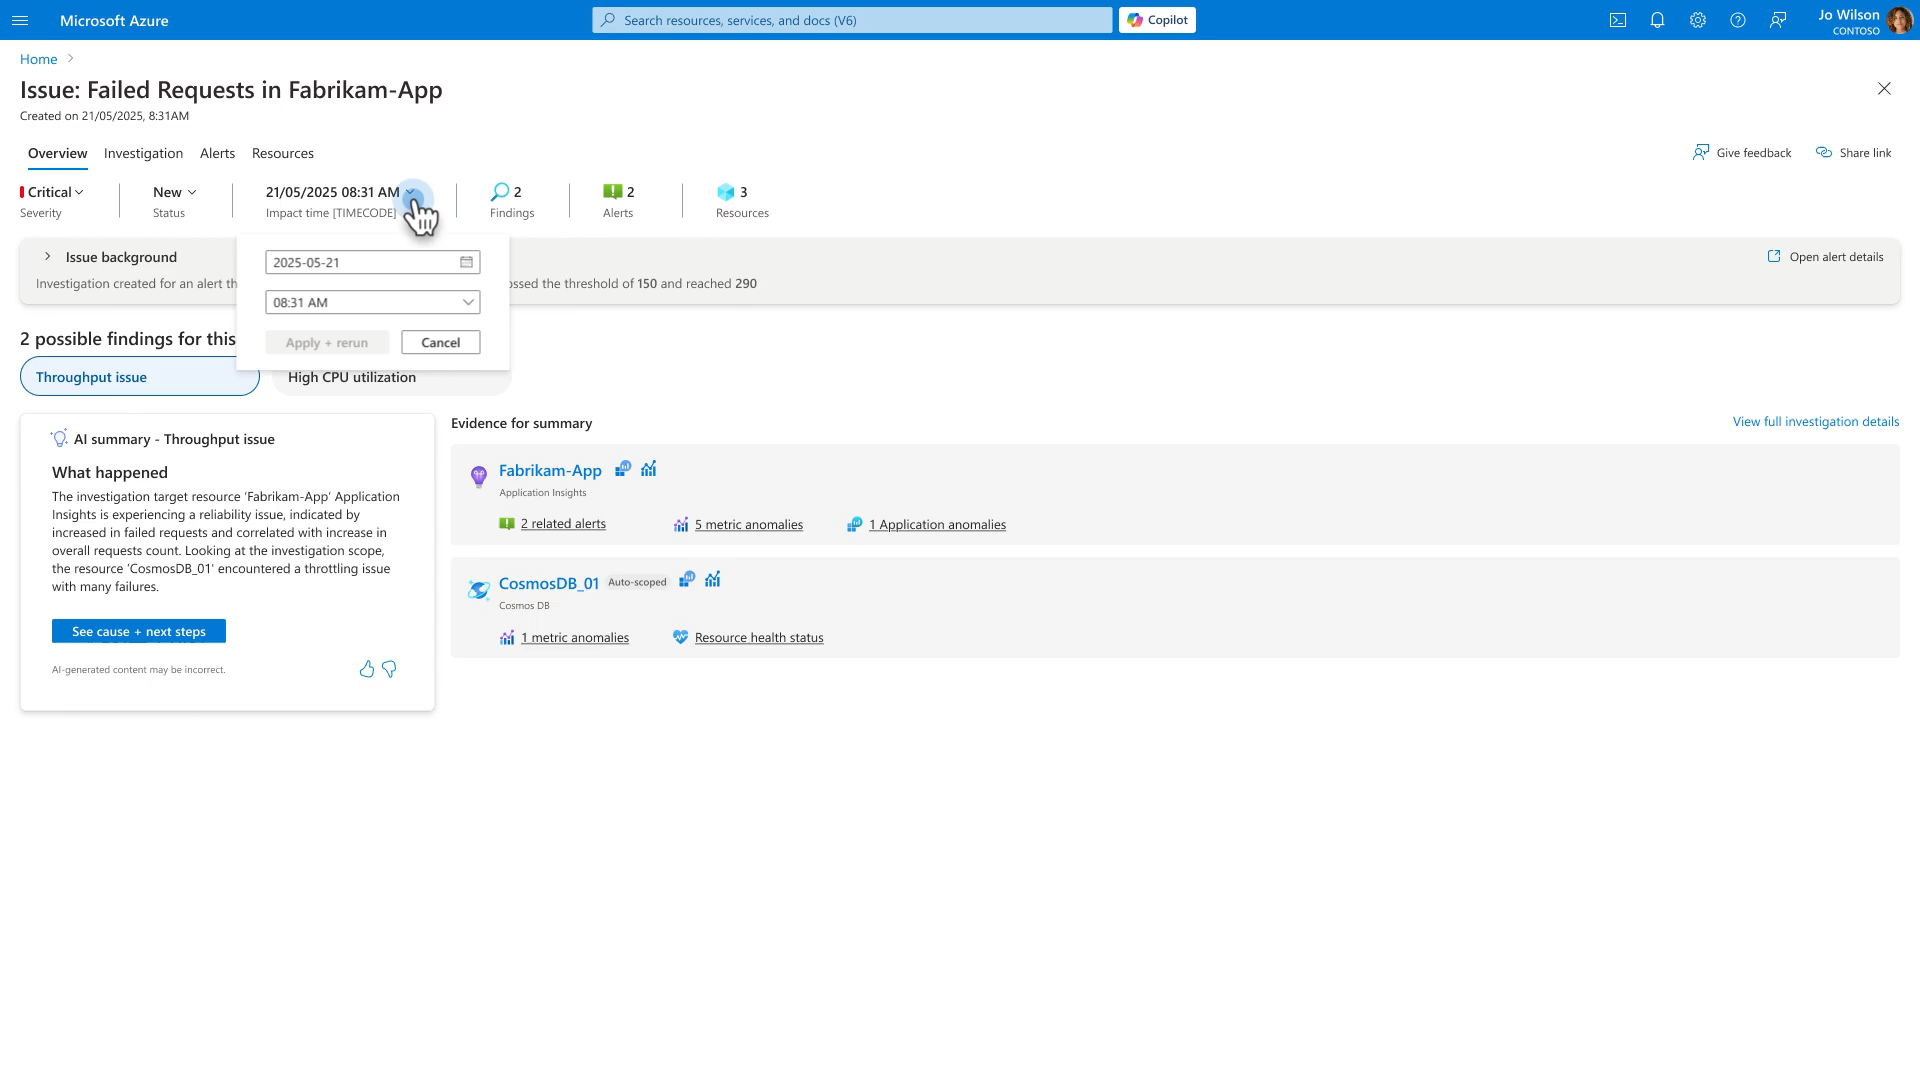 Microsoft Azure
Search resources, services, and docs (V6)
Copilot
Jo Wilson
CONTOSO
Home
Issue: Failed Requests in Fabrikam-App
Created on 21/05/2025, 8:31AM
Overview
Investigation
Alerts
Resources
Give feedback
Share link
Critical
Severity
New
Status
21/05/2025 08:31 AM
Impact time [TIMECODE]
2
Findings
2
Alerts
3
Resources
Issue background
Open alert details
Investigation created for an alert
ossed the threshold of 150 and reached 290
2025-05-21
08:31 AM
Apply + rerun
Cancel
2 possible findings for this
Throughput issue
High CPU utilization
AI summary - Throughput issue
What happened
The investigation target resource ‘Fabrikam-App’ Application
Insights is experiencing a reliability issue, indicated by
increased in failed requests and correlated with increase in
overall requests count. Looking at the investigation scope,
the resource ‘CosmosDB_01' encountered a throttling issue
with many failures.
See cause + next steps
AI-generated content may be incorrect.
Evidence for summary
View full investigation details
Fabrikam-App
Application Insights
2 related alerts
5 metric anomalies
1 Application anomalies
CosmosDB_01
Auto-scoped
Cosmos DB
1 metric anomalies
Resource health status